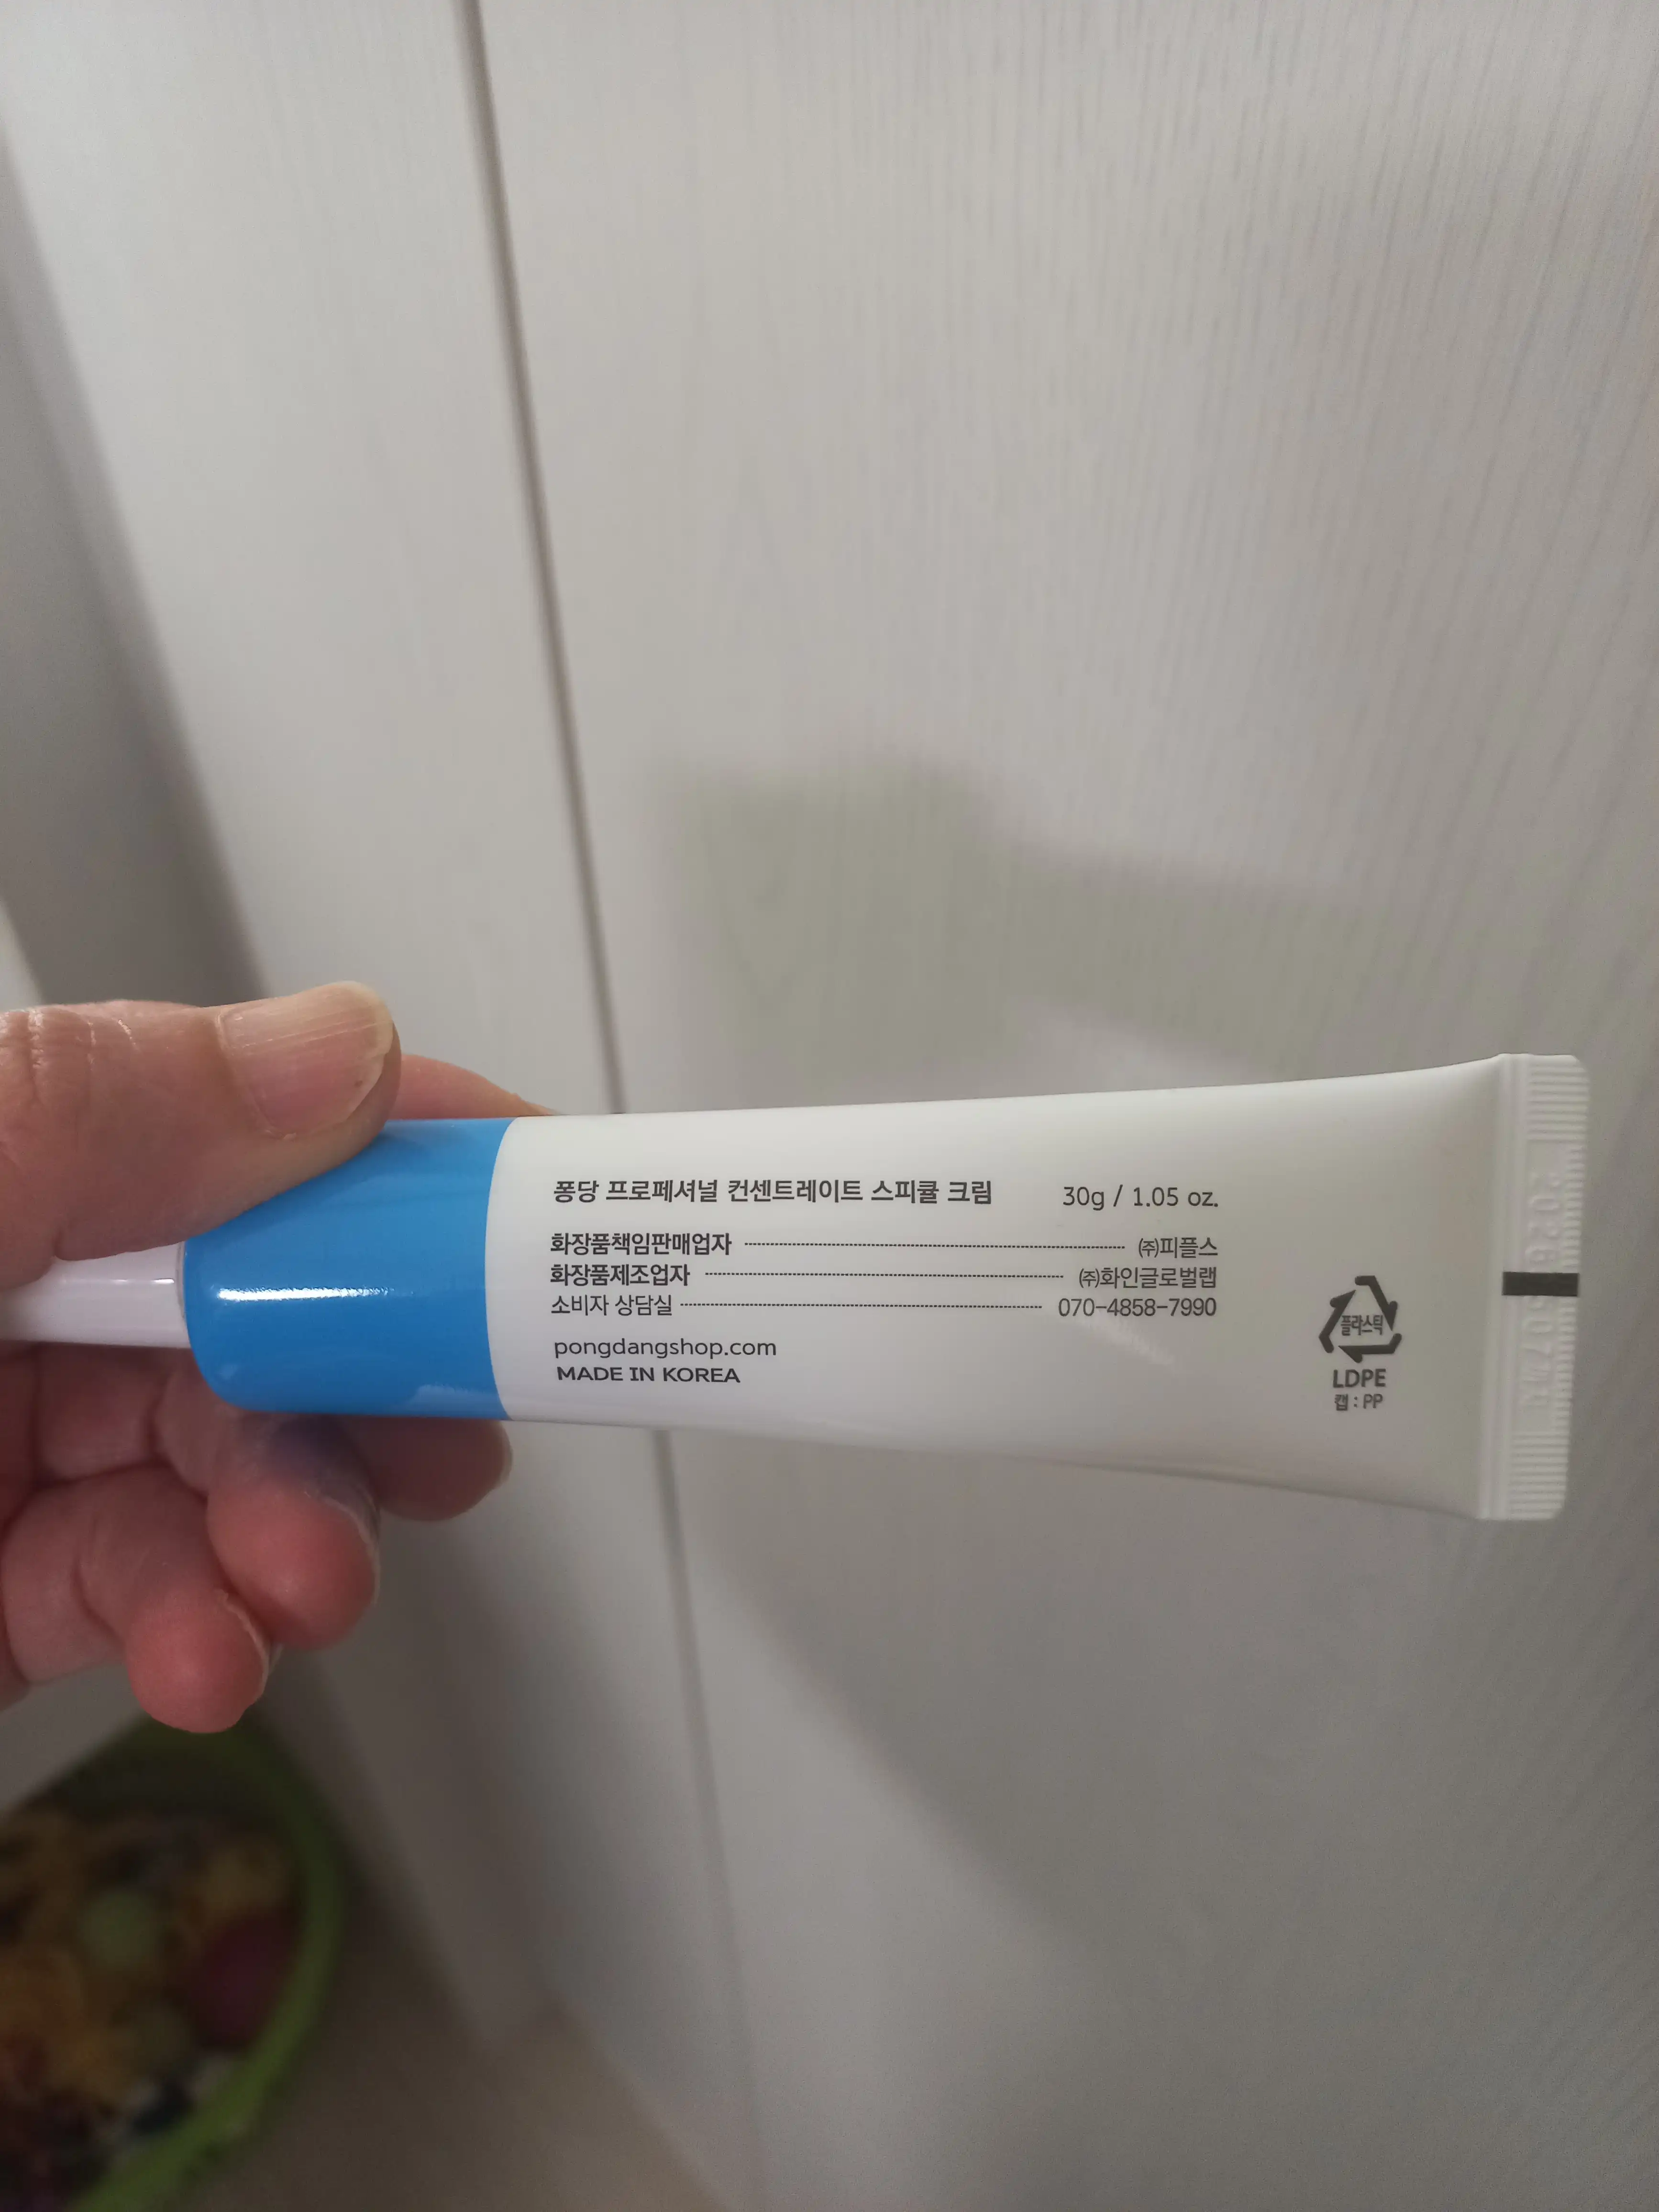 퐁당 프로페셔널 컨센트레이트 스피큘 크림 30g / 1.05 oz.
화장품책임판매업자 ㈜피플스
화장품제조업자 ㈜화인글로벌랩
소비자 상담실 070-4858-7990
pongdangshop.com
MADE IN KOREA
플라스틱
LDPE
캡 : PP